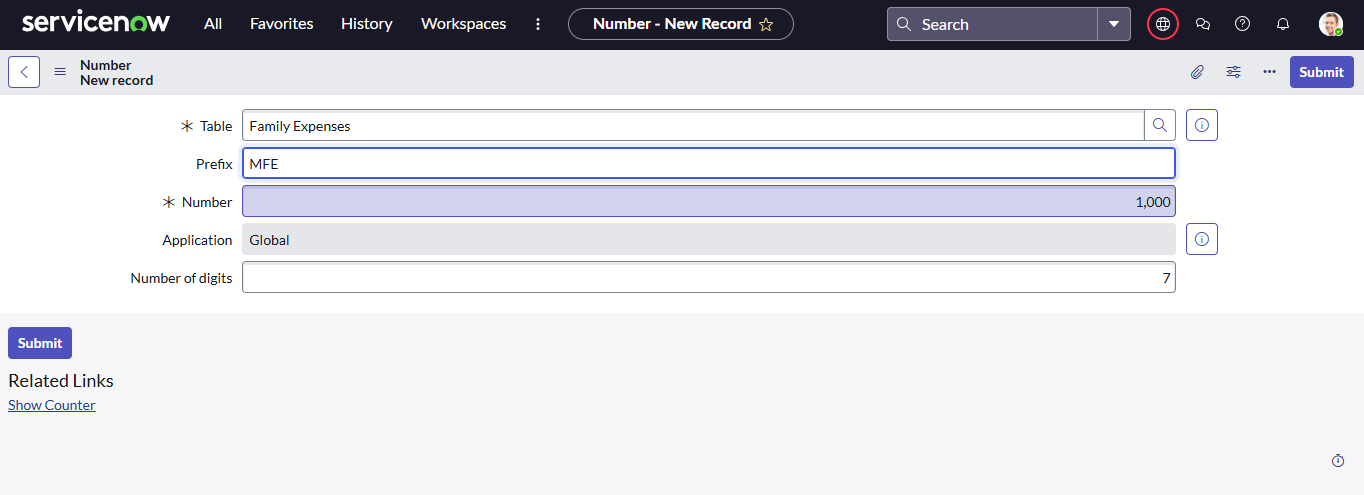 servicenow All Favorites History Workspaces Number - New Record Search
Number
New record Submit
Table Family Expenses
Prefix MFE
Number 1,000
Application Global
Number of digits 7
Submit
Related Links
Show Counter